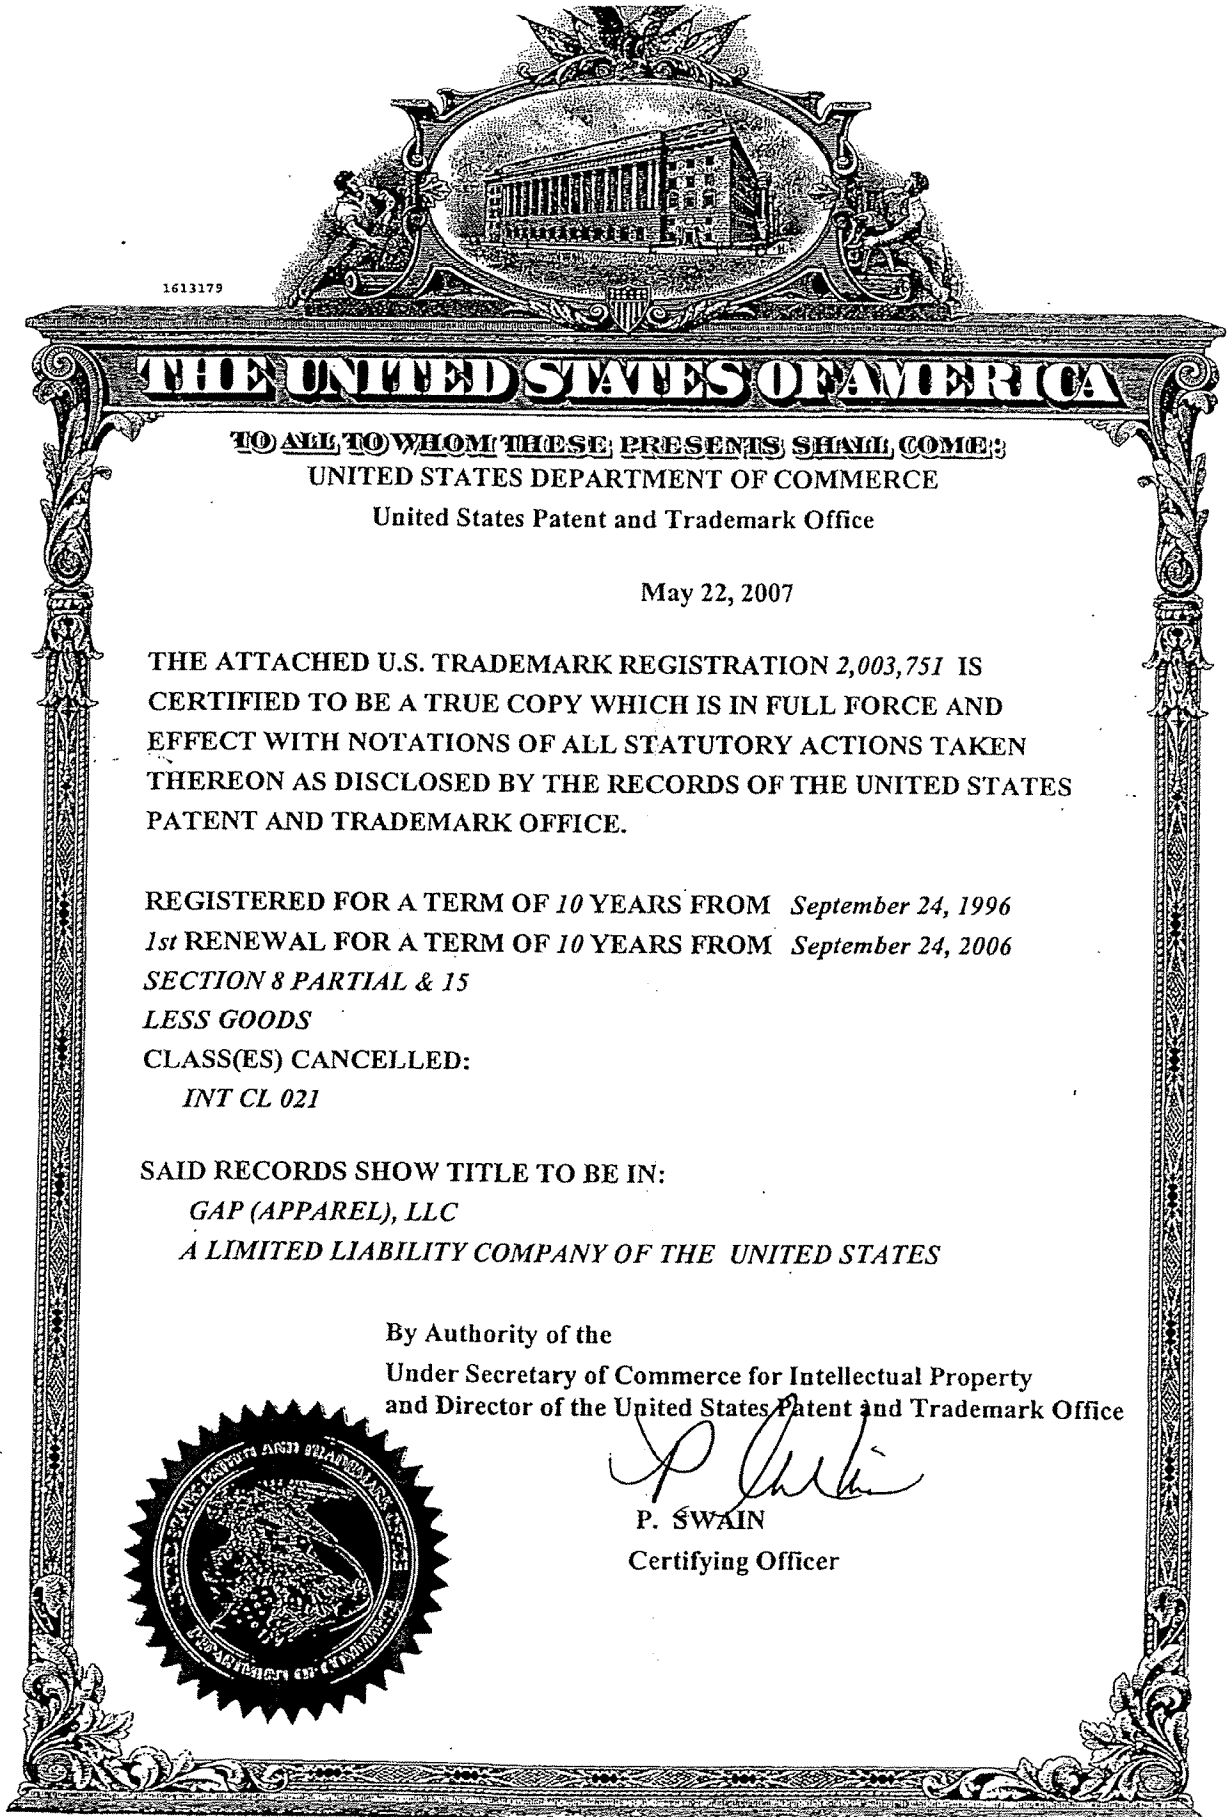 1613179
THE UNITED STATES OF AMERICA
TO ALL TO WHOM THESE PRESENTS SHALL COME:
UNITED STATES DEPARTMENT OF COMMERCE
United States Patent and Trademark Office
May 22, 2007
THE ATTACHED U.S. TRADEMARK REGISTRATION 2,003,751 IS
CERTIFIED TO BE A TRUE COPY WHICH IS IN FULL FORCE AND
EFFECT WITH NOTATIONS OF ALL STATUTORY ACTIONS TAKEN
THEREON AS DISCLOSED BY THE RECORDS OF THE UNITED STATES
PATENT AND TRADEMARK OFFICE.
REGISTERED FOR A TERM OF 10 YEARS FROM September 24, 1996
1st RENEWAL FOR A TERM OF 10 YEARS FROM September 24, 2006
SECTION 8 PARTIAL & 15
LESS GOODS
CLASS(ES) CANCELLED:
INT CL 021
SAID RECORDS SHOW TITLE TO BE IN:
GAP (APPAREL), LLC
A LIMITED LIABILITY COMPANY OF THE UNITED STATES
By Authority of the
Under Secretary of Commerce for Intellectual Property
and Director of the United States Patent and Trademark Office
P. SWAIN
Certifying Officer